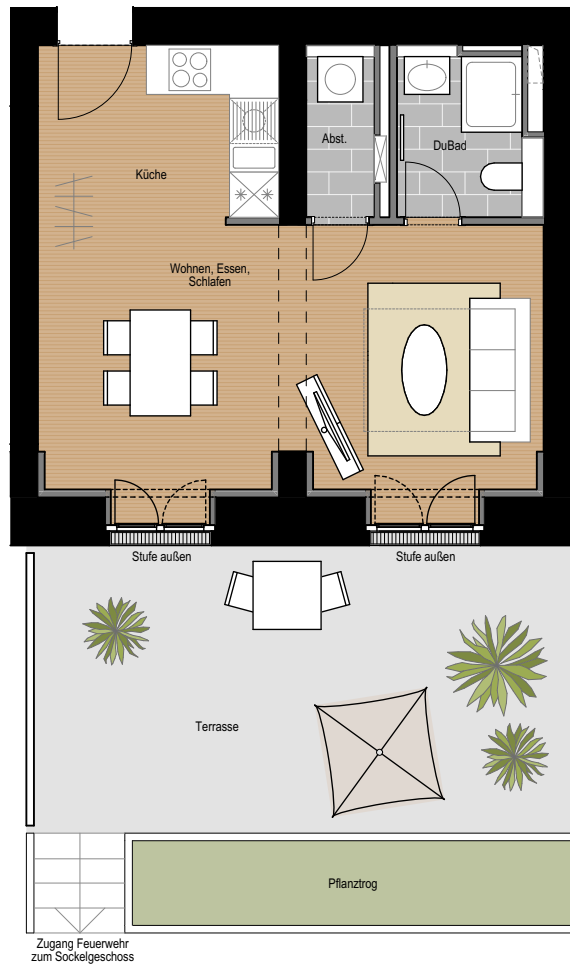 Abst.
DuBad
Küche
Wohnen, Essen,
Schlafen
Stufe außen
Stufe außen
Terrasse
Pflanztrog
Zugang Feuerwehr
zum Sockelgeschoss